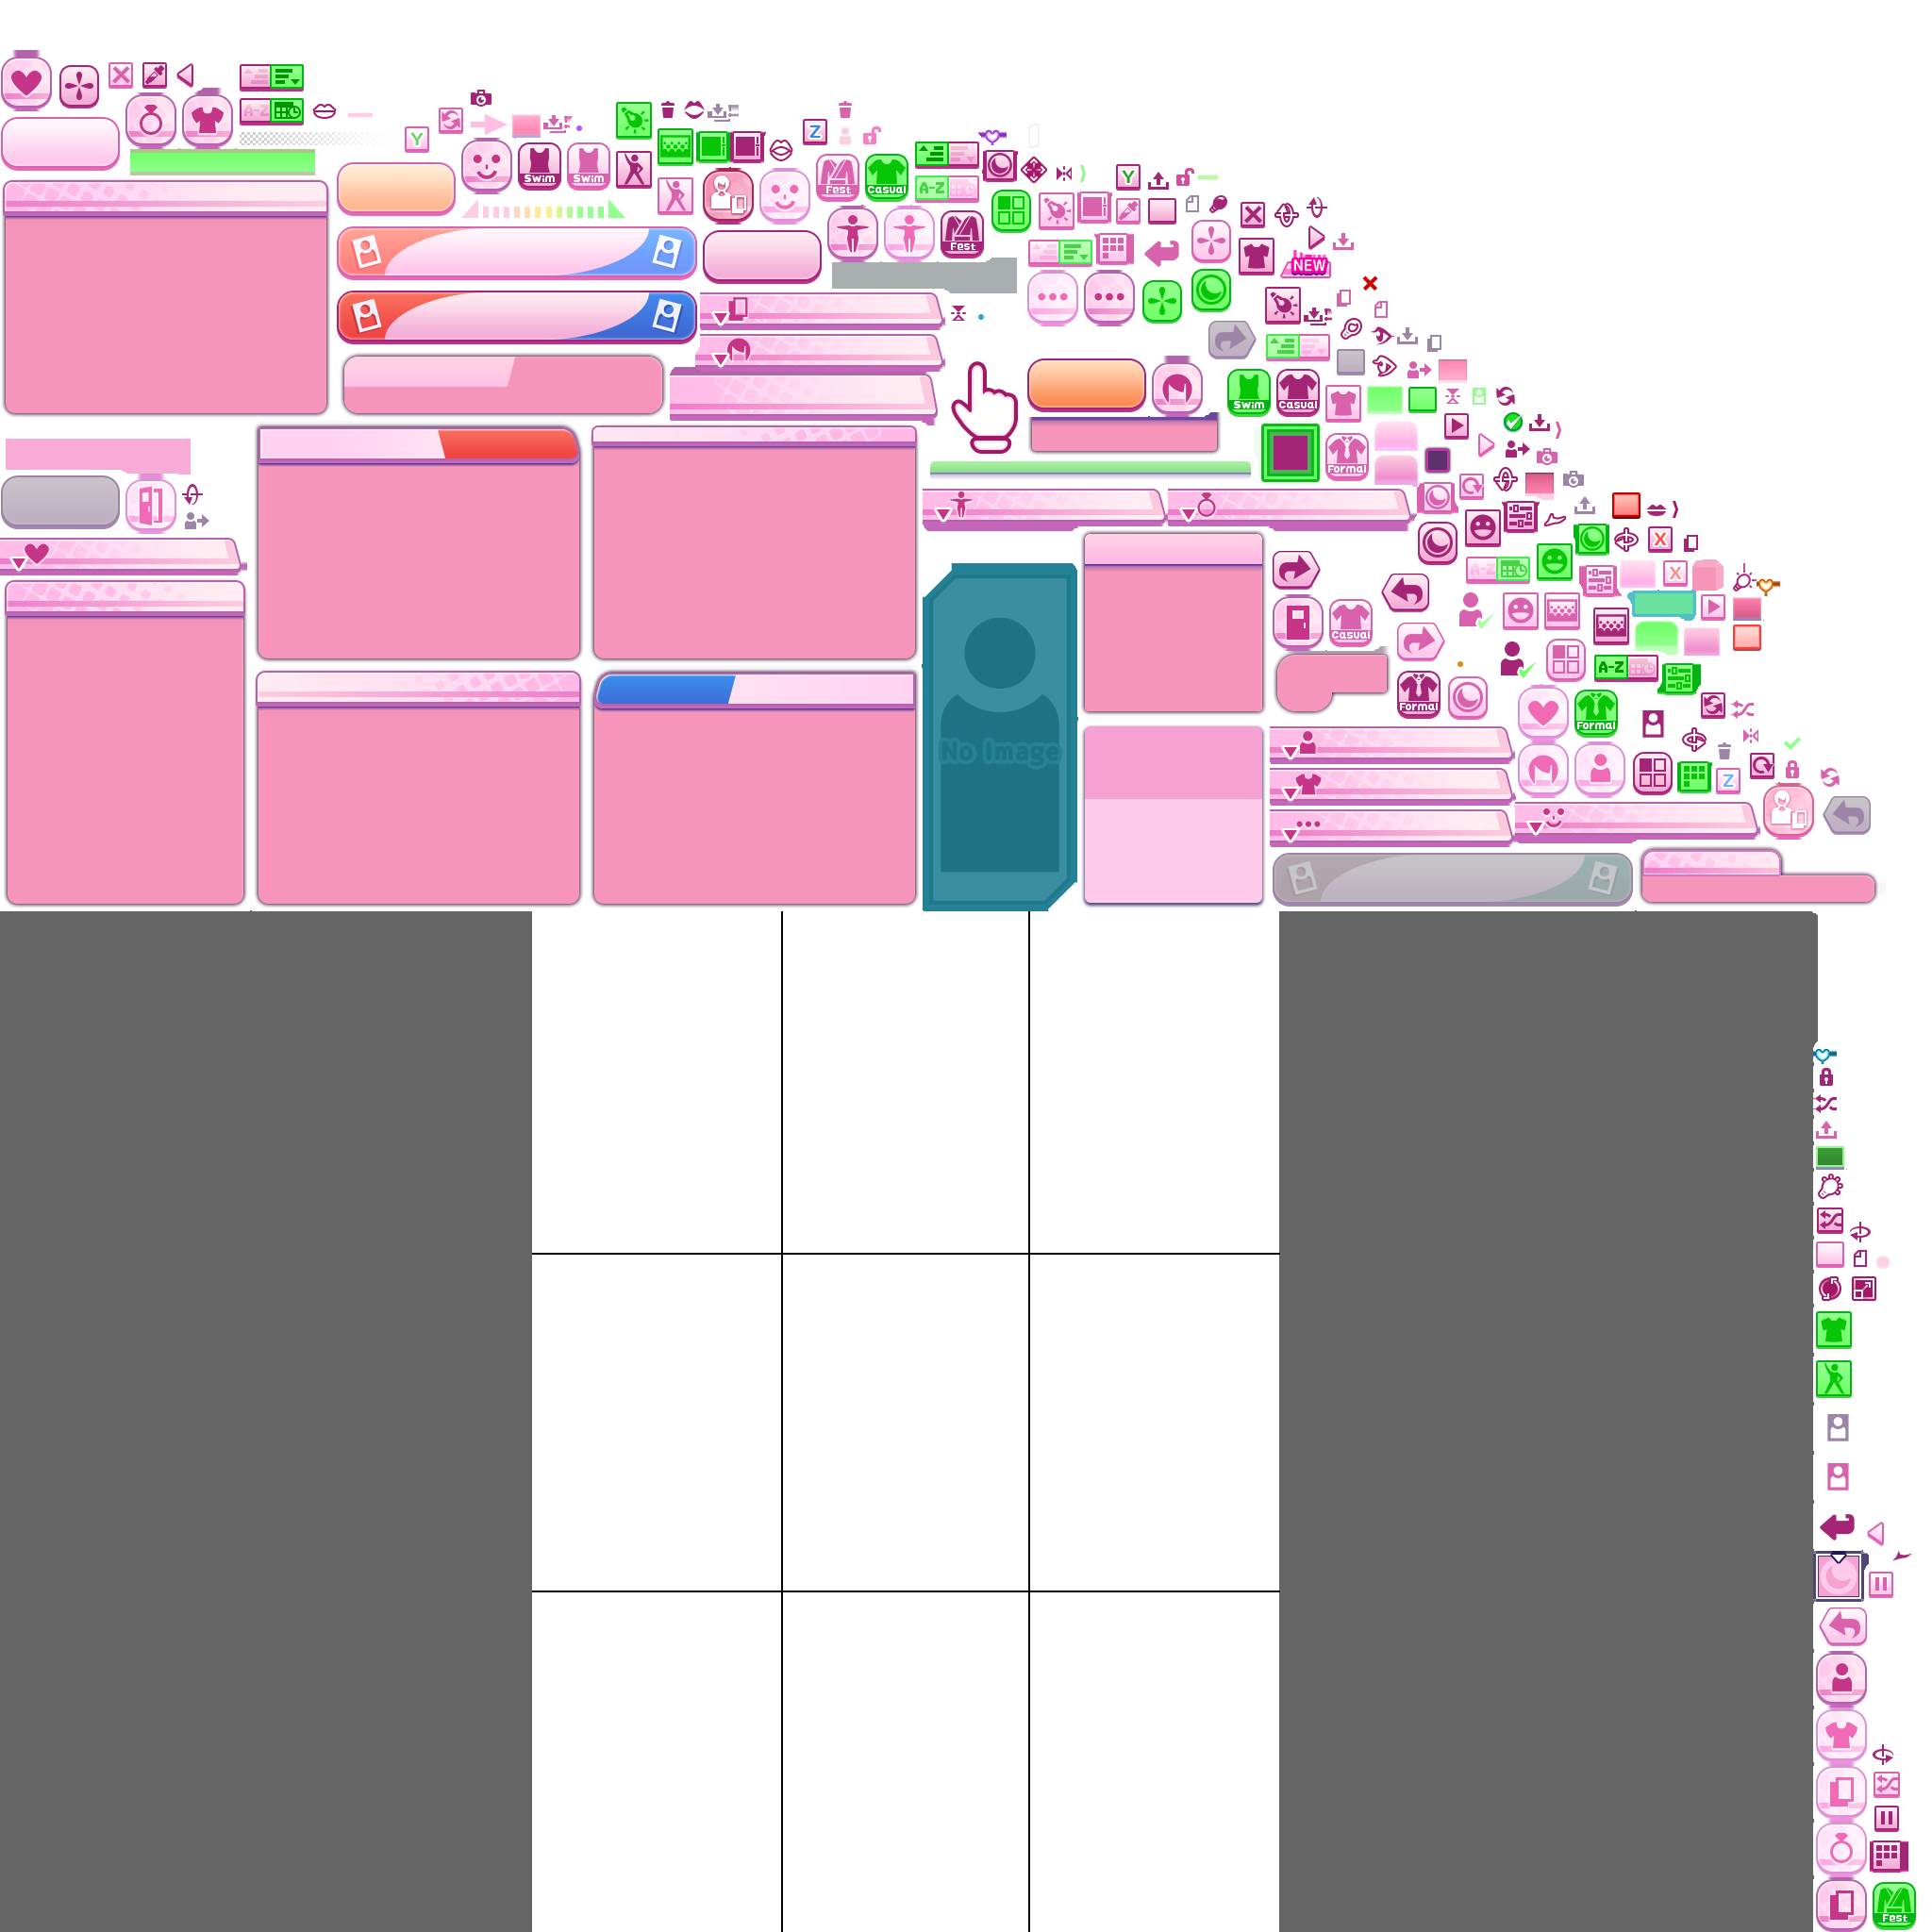 A-Z
Y
Swim
Swim
Z
Fest
Casual
A-Z
Y
Fest
NEW
Swim
Casual
Formal
X
A-Z
X
Casual
A-Z
Formal
Formal
No Image
Z
Fest